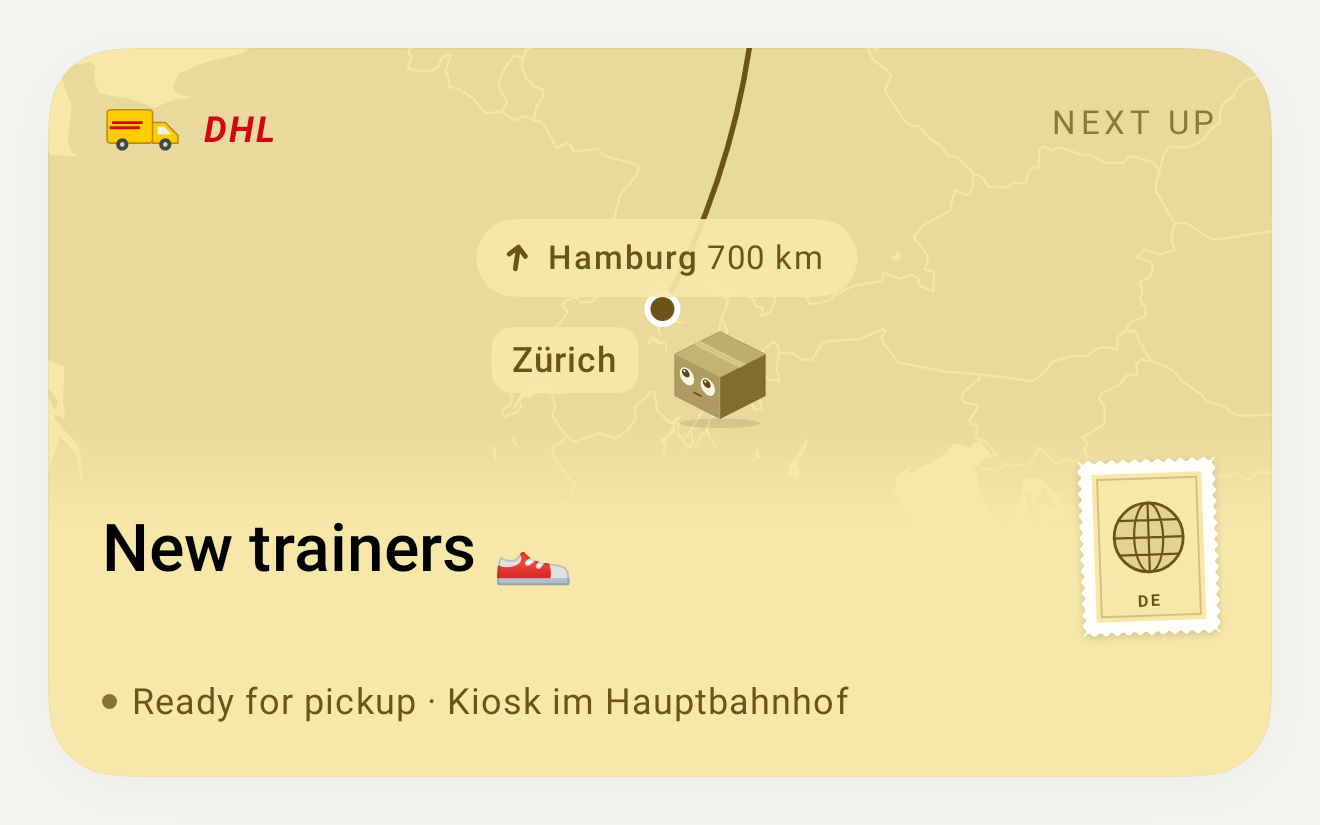 DHL
NEXT UP
Hamburg 700 km
Zürich
New trainers
DE
Ready for pickup · Kiosk im Hauptbahnhof